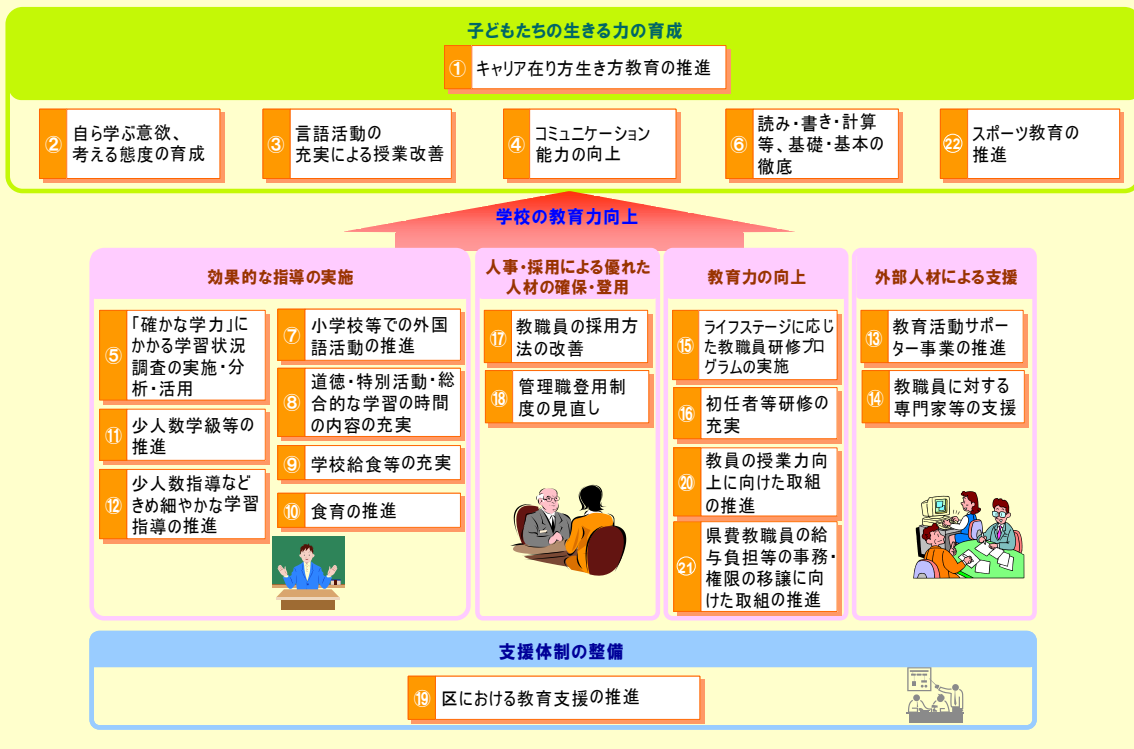 子どもたちの生きる力の育成
① キャリア在り方生き方教育の推進
② 自ら学ぶ意欲、
考える態度の育成
③ 言語活動の
充実による授業改善
④ コミュニケーション
能力の向上
⑥ 読み・書き・計算
等、基礎・基本の
徹底
㉒ スポーツ教育の
推進
学校の教育力向上
効果的な指導の実施
⑤ 「確かな学力」に
かかる学習状況
調査の実施・分
析・活用
⑪ 少人数学級等の
推進
⑫ 少人数指導など
きめ細やかな学習
指導の推進
⑦ 小学校等での外国
語活動の推進
⑧ 道徳・特別活動・総
合的な学習の時間
の内容の充実
⑨ 学校給食等の充実
⑩ 食育の推進
人事・採用による優れた
人材の確保・登用
⑰ 教職員の採用方
法の改善
⑱ 管理職登用制
度の見直し
教育力の向上
⑮ ライフステージに応じ
た教職員研修プロ
グラムの実施
⑯ 初任者等研修の
充実
⑳ 教員の授業力向
上に向けた取組
の推進
㉑ 県費教職員の給
与負担等の事務・
権限の移譲に向
けた取組の推進
外部人材による支援
⑬ 教育活動サポー
ター事業の推進
⑭ 教職員に対する
専門家等の支援
支援体制の整備
⑲ 区における教育支援の推進